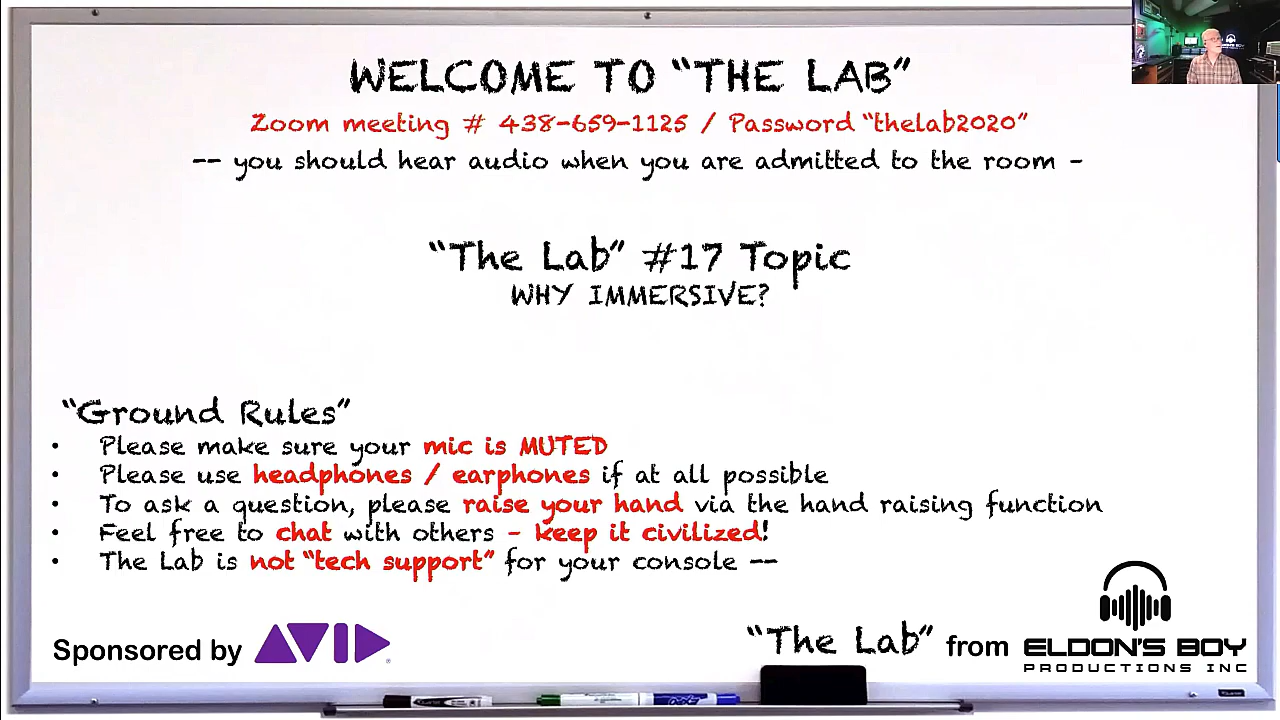 WELCOME TO “THE LAB”
Zoom meeting # 438-659-1125 / Password “thelab2020”
-- you should hear audio when you are admitted to the room -
“The Lab” #17 Topic
WHY IMMERSIVE?
“Ground Rules”
• Please make sure your mic is MUTED
• Please use headphones / earphones if at all possible
• To ask a question, please raise your hand via the hand raising function
• Feel free to chat with others – keep it civilized!
• The Lab is not “tech support” for your console --
Sponsored by AVID
“The Lab” from ELDON'S BOY
PRODUCTIONS INC